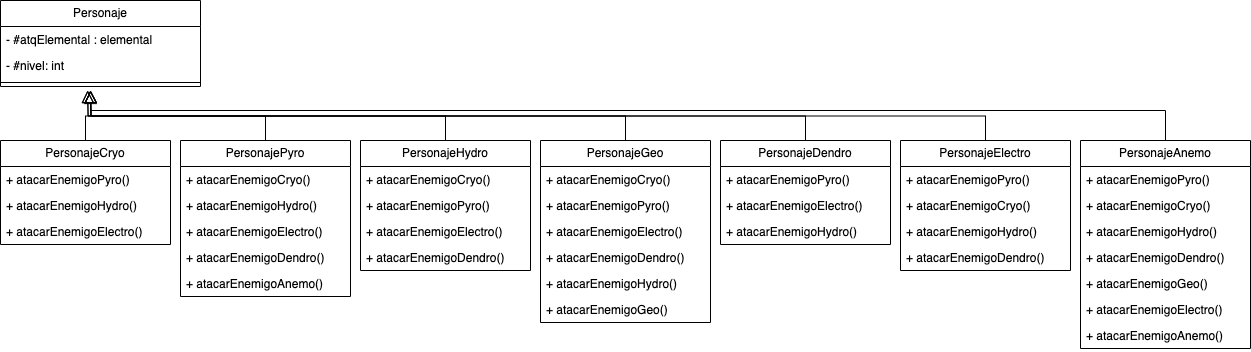 Personaje
- #atqElemental : elemental
- #nivel: int
PersonajeCryo
+ atacarEnemigoPyro()
+ atacarEnemigoHydro()
+ atacarEnemigoElectro()
PersonajePyro
+ atacarEnemigoCryo()
+ atacarEnemigoHydro()
+ atacarEnemigoElectro()
+ atacarEnemigoDendro()
+ atacarEnemigoAnemo()
PersonajeHydro
+ atacarEnemigoCryo()
+ atacarEnemigoPyro()
+ atacarEnemigoElectro()
+ atacarEnemigoDendro()
PersonajeGeo
+ atacarEnemigoCryo()
+ atacarEnemigoPyro()
+ atacarEnemigoElectro()
+ atacarEnemigoDendro()
+ atacarEnemigoHydro()
+ atacarEnemigoGeo()
PersonajeDendro
+ atacarEnemigoPyro()
+ atacarEnemigoElectro()
+ atacarEnemigoHydro()
PersonajeElectro
+ atacarEnemigoPyro()
+ atacarEnemigoCryo()
+ atacarEnemigoHydro()
+ atacarEnemigoDendro()
PersonajeAnemo
+ atacarEnemigoPyro()
+ atacarEnemigoCryo()
+ atacarEnemigoHydro()
+ atacarEnemigoDendro()
+ atacarEnemigoGeo()
+ atacarEnemigoElectro()
+ atacarEnemigoAnemo()